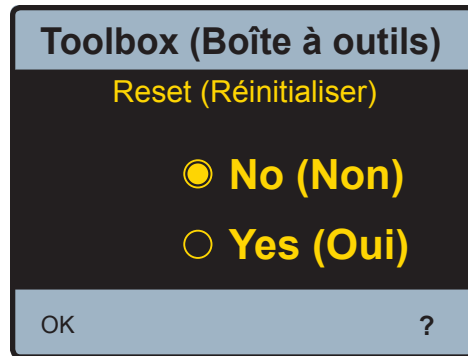 Toolbox (Boîte à outils)
Reset (Réinitialiser)
No (Non)
Yes (Oui)
OK ?